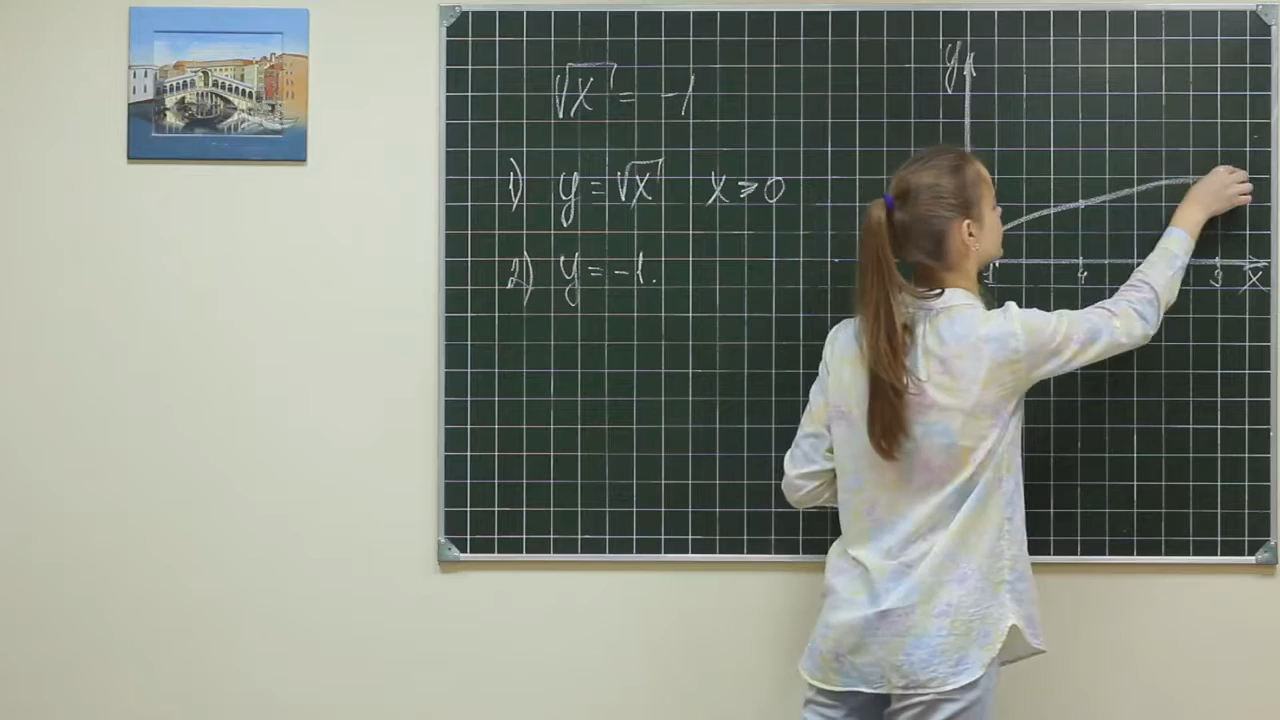 √x = -1
1) y = √x x ⩾ 0
2) y = -1.
y
1 4 9 x